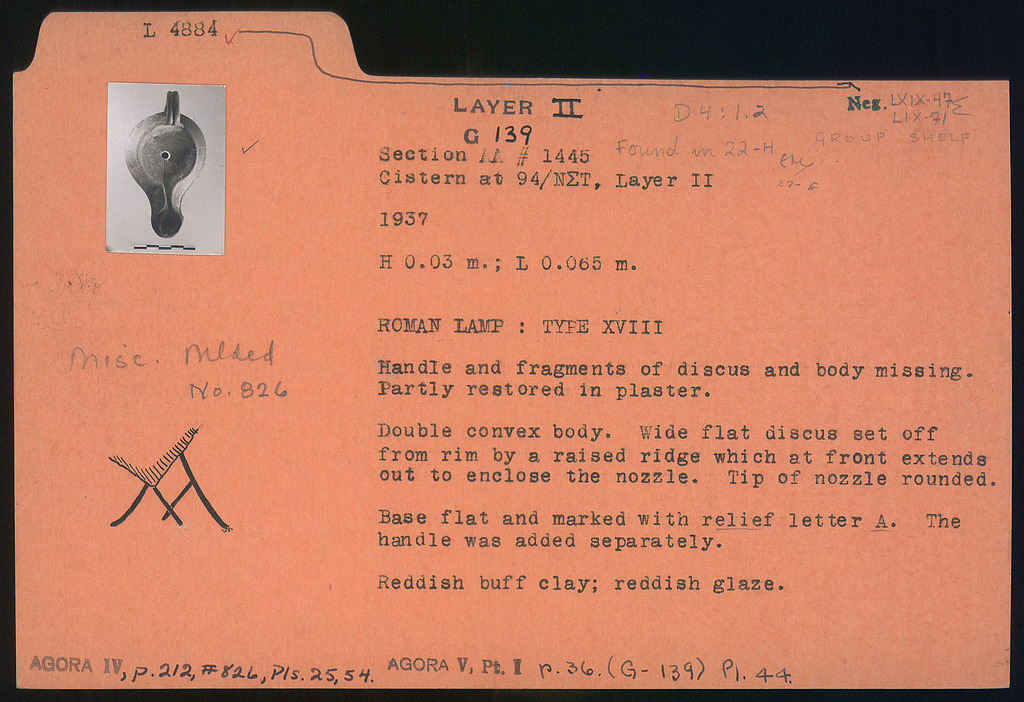 L 4884
LAYER II
G 139
D 4 : 1.2
Neg. LXIX-47
LIX-71
GROUP SHELF
Section ΛΛ # 1445
Found in 22-H
Cistern at 94/ΝΣΤ, Layer II
1937
H 0.03 m.; L 0.065 m.
ROMAN LAMP : TYPE XVIII
Misc. Molded
No. 826
Handle and fragments of discus and body missing.
Partly restored in plaster.
Double convex body. Wide flat discus set off
from rim by a raised ridge which at front extends
out to enclose the nozzle. Tip of nozzle rounded.
Base flat and marked with relief letter A. The
handle was added separately.
Reddish buff clay; reddish glaze.
AGORA IV, p. 212, #826, Pls. 25, 54.
AGORA V, Pt. I p. 36. (G-139) Pl. 44.